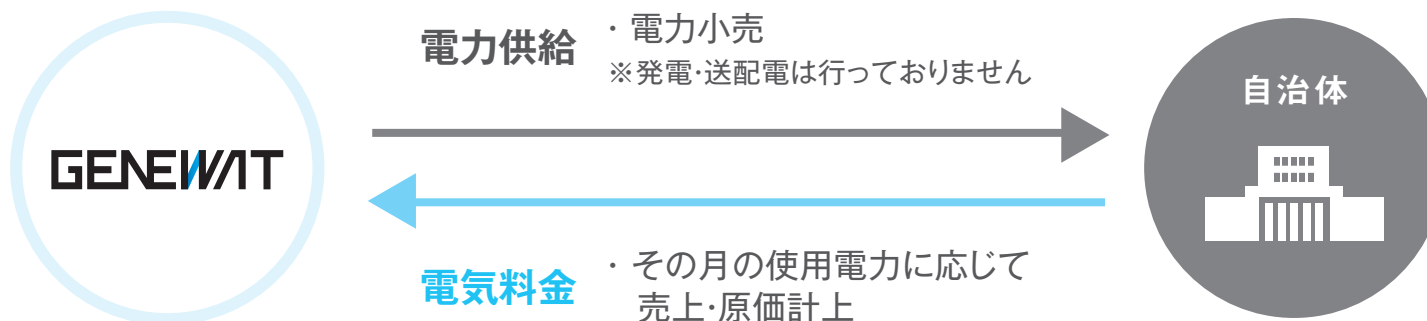 GENEWAT
電力供給
・電力小売
※発電・送配電は行っておりません
自治体
電気料金
・その月の使用電力に応じて
売上・原価計上